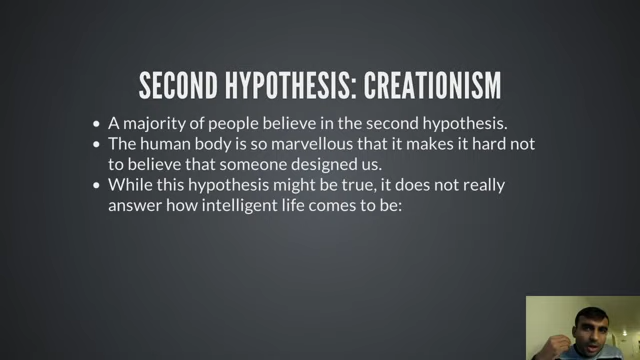 SECOND HYPOTHESIS: CREATIONISM
• A majority of people believe in the second hypothesis.
• The human body is so marvellous that it makes it hard not
to believe that someone designed us.
• While this hypothesis might be true, it does not really
answer how intelligent life comes to be: